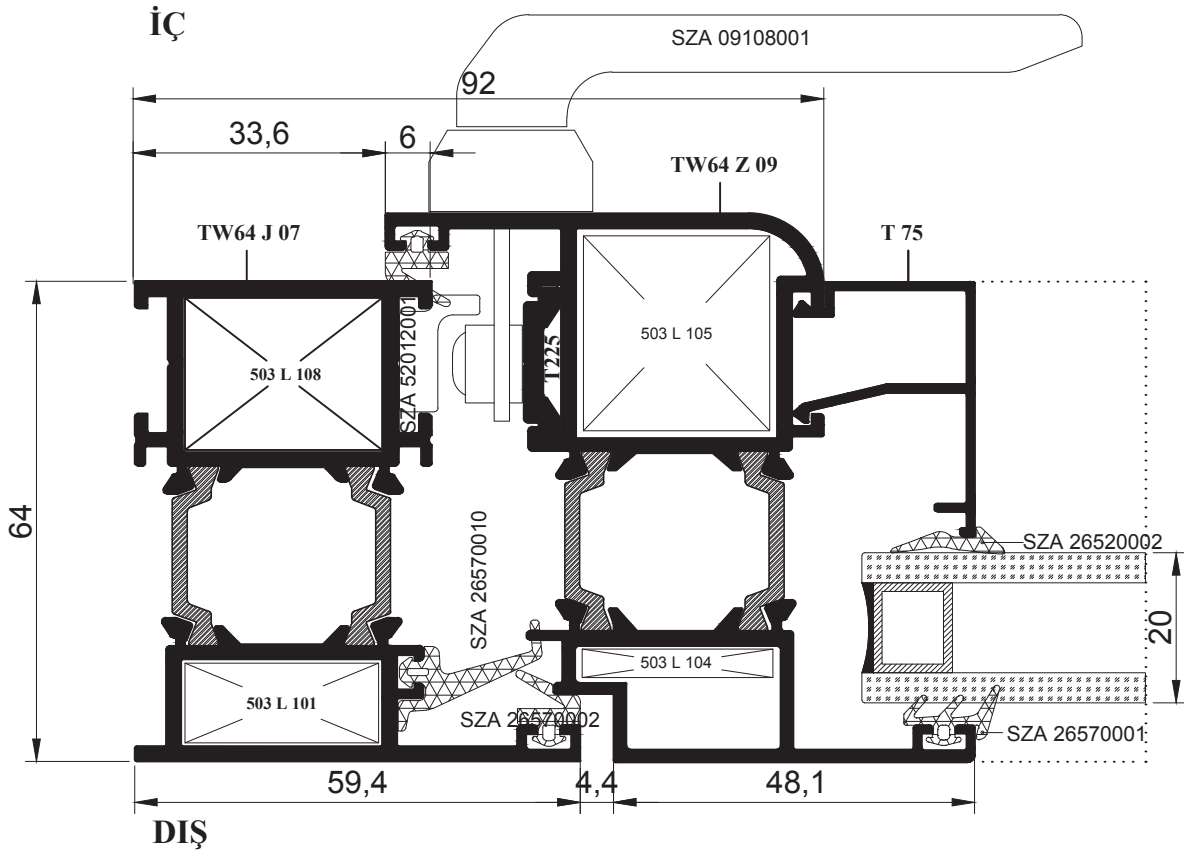 İÇ
SZA 09108001
92
33,6
6
TW64 Z 09
TW64 J 07
T 75
503 L 105
503 L 108
SZA 52012001
T225
64
SZA 26570010
SZA 26520002
20
503 L 104
503 L 101
SZA 26570002
SZA 26570001
59,4
4,4
48,1
DIŞ